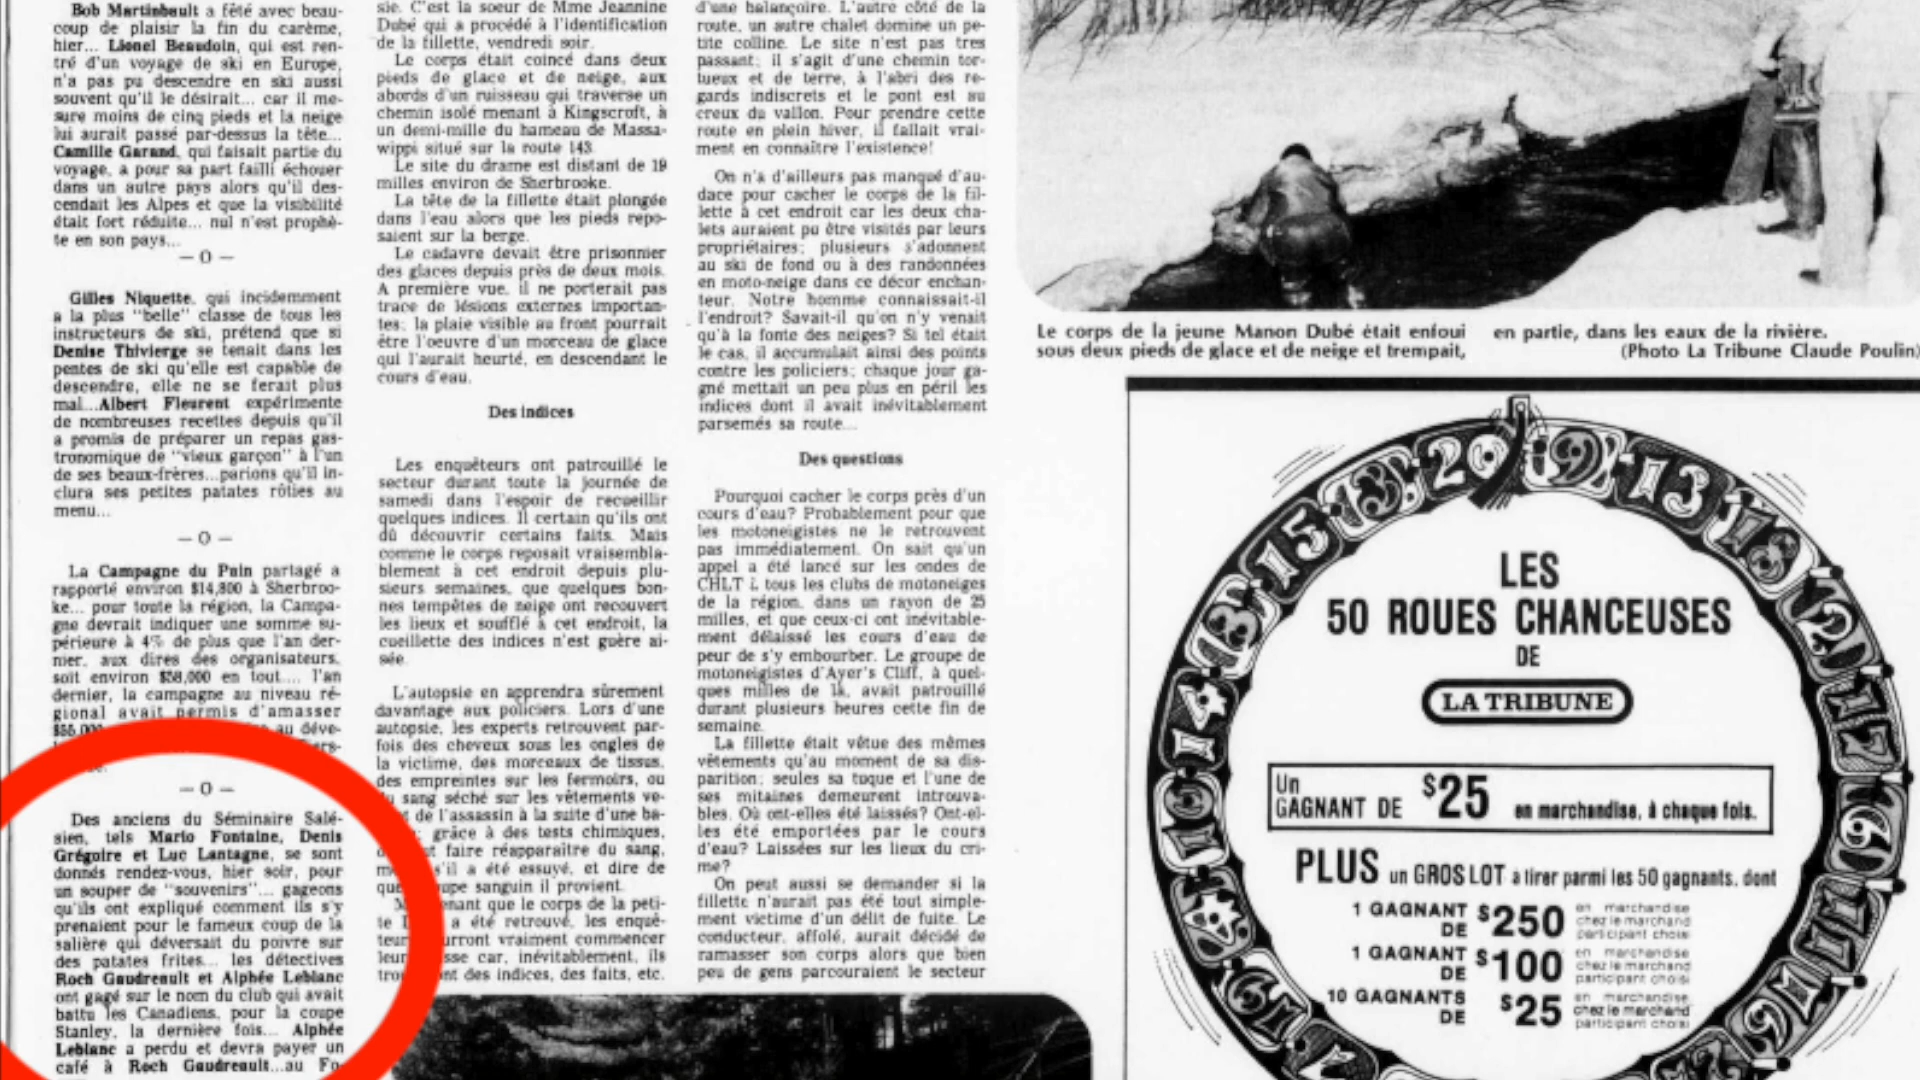 Bob Martinbault a fêté avec beau-
coup de plaisir la fin du carème,
hier... Lionel Beaudoin, qui est ren-
tré d'un voyage de ski en Europe,
n'a pas pu descendre en ski aussi
souvent qu'il le désirait... car il me-
sure moins de cinq pieds et la neige
lui aurait passé par-dessus la tête...
Camille Garand, qui faisait partie du
voyage, a pour sa part failli échouer
dans un autre pays alors qu'il des-
cendait les Alpes et que la visibilité
était fort réduite... nul n'est prophè-
te en son pays...
— O —
Gilles Niquette, qui incidemment
a la plus "belle" classe de tous les
instructeurs de ski, prétend que si
Denise Thivierge se tenait dans les
pentes de ski qu'elle est capable de
descendre, elle ne se ferait plus
mal...Albert Fleurent expérimente
de nombreuses recettes depuis qu'il
a promis de préparer un repas gas-
tronomique de "vieux garçon" à l'un
de ses beaux-frères...parions qu'il in-
clura ses petites patates rôties au
menu...
— O —
La Campagne du Pain partagé a
rapporté environ $14,800 à Sherbroo-
ke... pour toute la région, la Campa-
gne devrait indiquer une somme su-
périeure à 4% de plus que l'an der-
nier, aux dires des organisateurs,
soit environ $58,000 en tout.... l'an
dernier, la campagne au niveau ré-
gional avait permis d'amasser
$55,000 au déve-
iers-
— O —
Des anciens du Séminaire Salé-
sien, tels Mario Fontaine, Denis
Grégoire et Luc Lantagne, se sont
donnés rendez-vous, hier soir, pour
un souper de "souvenirs"... gageons
qu'ils ont expliqué comment ils s'y
prenaient pour le fameux coup de la
salière qui déversait du poivre sur
des patates frites... les détectives
Roch Gaudreault et Alphée Leblanc
ont gagé sur le nom du club qui avait
battu les Canadiens, pour la coupe
Stanley, la dernière fois... Alphée
Leblanc a perdu et devra payer un
café à Roch Gaudreault...au Fo-
sie. C'est la soeur de Mme Jeannine
Dubé qui a procédé à l'identification
de la fillette, vendredi soir.
Le corps était coincé dans deux
pieds de glace et de neige, aux
abords d'un ruisseau qui traverse un
chemin isolé menant à Kingscroft, à
un demi-mille du hameau de Massa-
wippi situé sur la route 143.
Le site du drame est distant de 19
milles environ de Sherbrooke.
La tête de la fillette était plongée
dans l'eau alors que les pieds repo-
saient sur la berge.
Le cadavre devait être prisonnier
des glaces depuis près de deux mois.
A première vue, il ne porterait pas
trace de lésions externes importan-
tes; la plaie visible au front pourrait
être l'oeuvre d'un morceau de glace
qui l'aurait heurté, en descendant le
cours d'eau.
Des indices
Les enquêteurs ont patrouillé le
secteur durant toute la journée de
samedi dans l'espoir de recueillir
quelques indices. Il certain qu'ils ont
dû découvrir certains faits. Mais
comme le corps reposait vraisembla-
blement à cet endroit depuis plu-
sieurs semaines, que quelques bon-
nes tempêtes de neige ont recouvert
les lieux et soufflé à cet endroit, la
cueillette des indices n'est guère ai-
sée.
L'autopsie en apprendra sûrement
davantage aux policiers. Lors d'une
autopsie, les experts retrouvent par-
fois des cheveux sous les ongles de
la victime, des morceaux de tissus,
des empreintes sur les fermoirs, ou
du sang séché sur les vêtements ve-
de l'assassin à la suite d'une ba-
grâce à des tests chimiques,
faire réapparaître du sang,
s'il a été essuyé, et dire de
que upe sanguin il provient.
enant que le corps de la peti-
te a été retrouvé, les enquê-
teur urront vraiment commencer
leur sse car, inévitablement, ils
tro nt des indices, des faits, etc.
d'une balançoire. L'autre côté de la
route, un autre chalet domine un pe-
tite colline. Le site n'est pas tres
passant; il s'agit d'une chemin tor-
tueux et de terre, à l'abri des re-
gards indiscrets et le pont est au
creux du vallon. Pour prendre cette
route en plein hiver, il fallait vrai-
ment en connaître l'existence!
On n'a d'ailleurs pas manqué d'au-
dace pour cacher le corps de la fil-
lette à cet endroit car les deux cha-
lets auraient pu être visités par leurs
propriétaires; plusieurs s'adonnent
au ski de fond ou à des randonnées
en moto-neige dans ce décor enchan-
teur. Notre homme connaissait-il
l'endroit? Savait-il qu'on n'y venait
qu'à la fonte des neiges? Si tel était
le cas, il accumulait ainsi des points
contre les policiers; chaque jour ga-
gné mettait un peu plus en péril les
indices dont il avait inévitablement
parsemés sa route...
Des questions
Pourquoi cacher le corps près d'un
cours d'eau? Probablement pour que
les motoneigistes ne le retrouvent
pas immédiatement. On sait qu'un
appel a été lancé sur les ondes de
CHLT à tous les clubs de motoneiges
de la région, dans un rayon de 25
milles, et que ceux-ci ont inévitable-
ment délaissé les cours d'eau de
peur de s'y embourber. Le groupe de
motoneigistes d'Ayer's Cliff, à quel-
ques milles de là, avait patrouillé
durant plusieurs heures cette fin de
semaine.
La fillette était vêtue des mêmes
vêtements qu'au moment de sa dis-
parition; seules sa tuque et l'une de
ses mitaines demeurent introuva-
bles. Où ont-elles été laissés? Ont-el-
les été emportées par le cours
d'eau? Laissées sur les lieux du cri-
me?
On peut aussi se demander si la
fillette n'aurait pas été tout simple-
ment victime d'un délit de fuite. Le
conducteur, affolé, aurait décidé de
ramasser son corps alors que bien
peu de gens parcouraient le secteur
Le corps de la jeune Manon Dubé était enfoui
sous deux pieds de glace et de neige et trempait,
en partie, dans les eaux de la rivière.
(Photo La Tribune Claude Poulin)
LES
50 ROUES CHANCEUSES
DE
LA TRIBUNE
Un
GAGNANT DE $25 en marchandise, à chaque fois.
PLUS un GROS LOT à tirer parmi les 50 gagnants, dont
1 GAGNANT DE $250 en marchandise chez le marchand participant choisi
1 GAGNANT DE $100 en marchandise chez le marchand participant choisi
10 GAGNANTS DE $25 en marchandise chez le marchand participant choisi
20
19
13
15